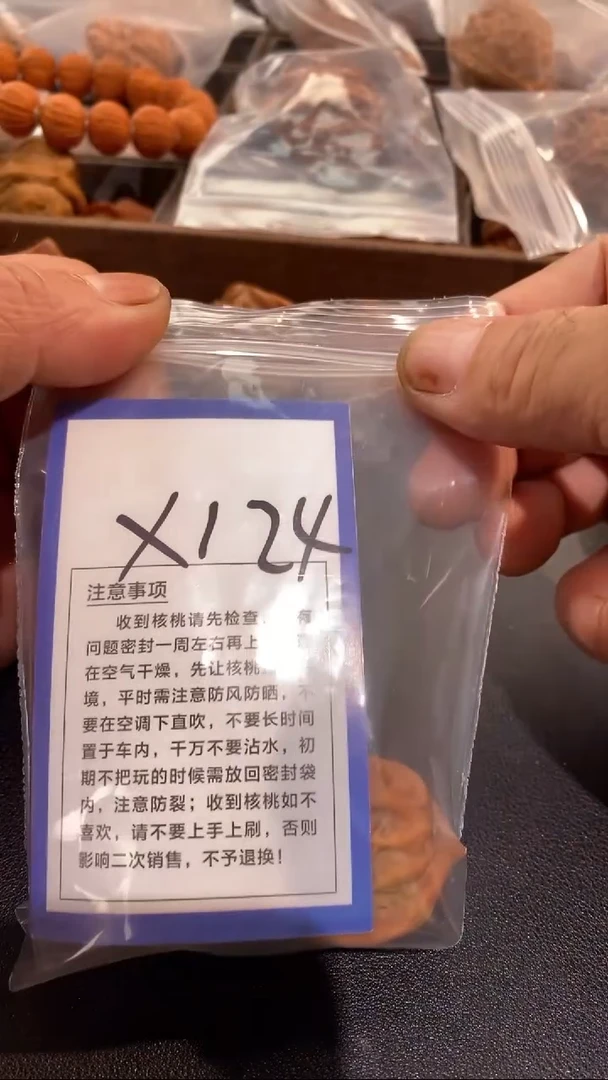 X124
注意事项
收到核桃请先检查
问题密封一周左右再上
在空气干燥，先让核桃
境，平时需注意防风防晒，不
要在空调下直吹，不要长时间
置于车内，千万不要沾水，初
期不把玩的时候需放回密封袋
内，注意防裂；收到核桃如不
喜欢，请不要上手上刷，否则
影响二次销售，不予退换！